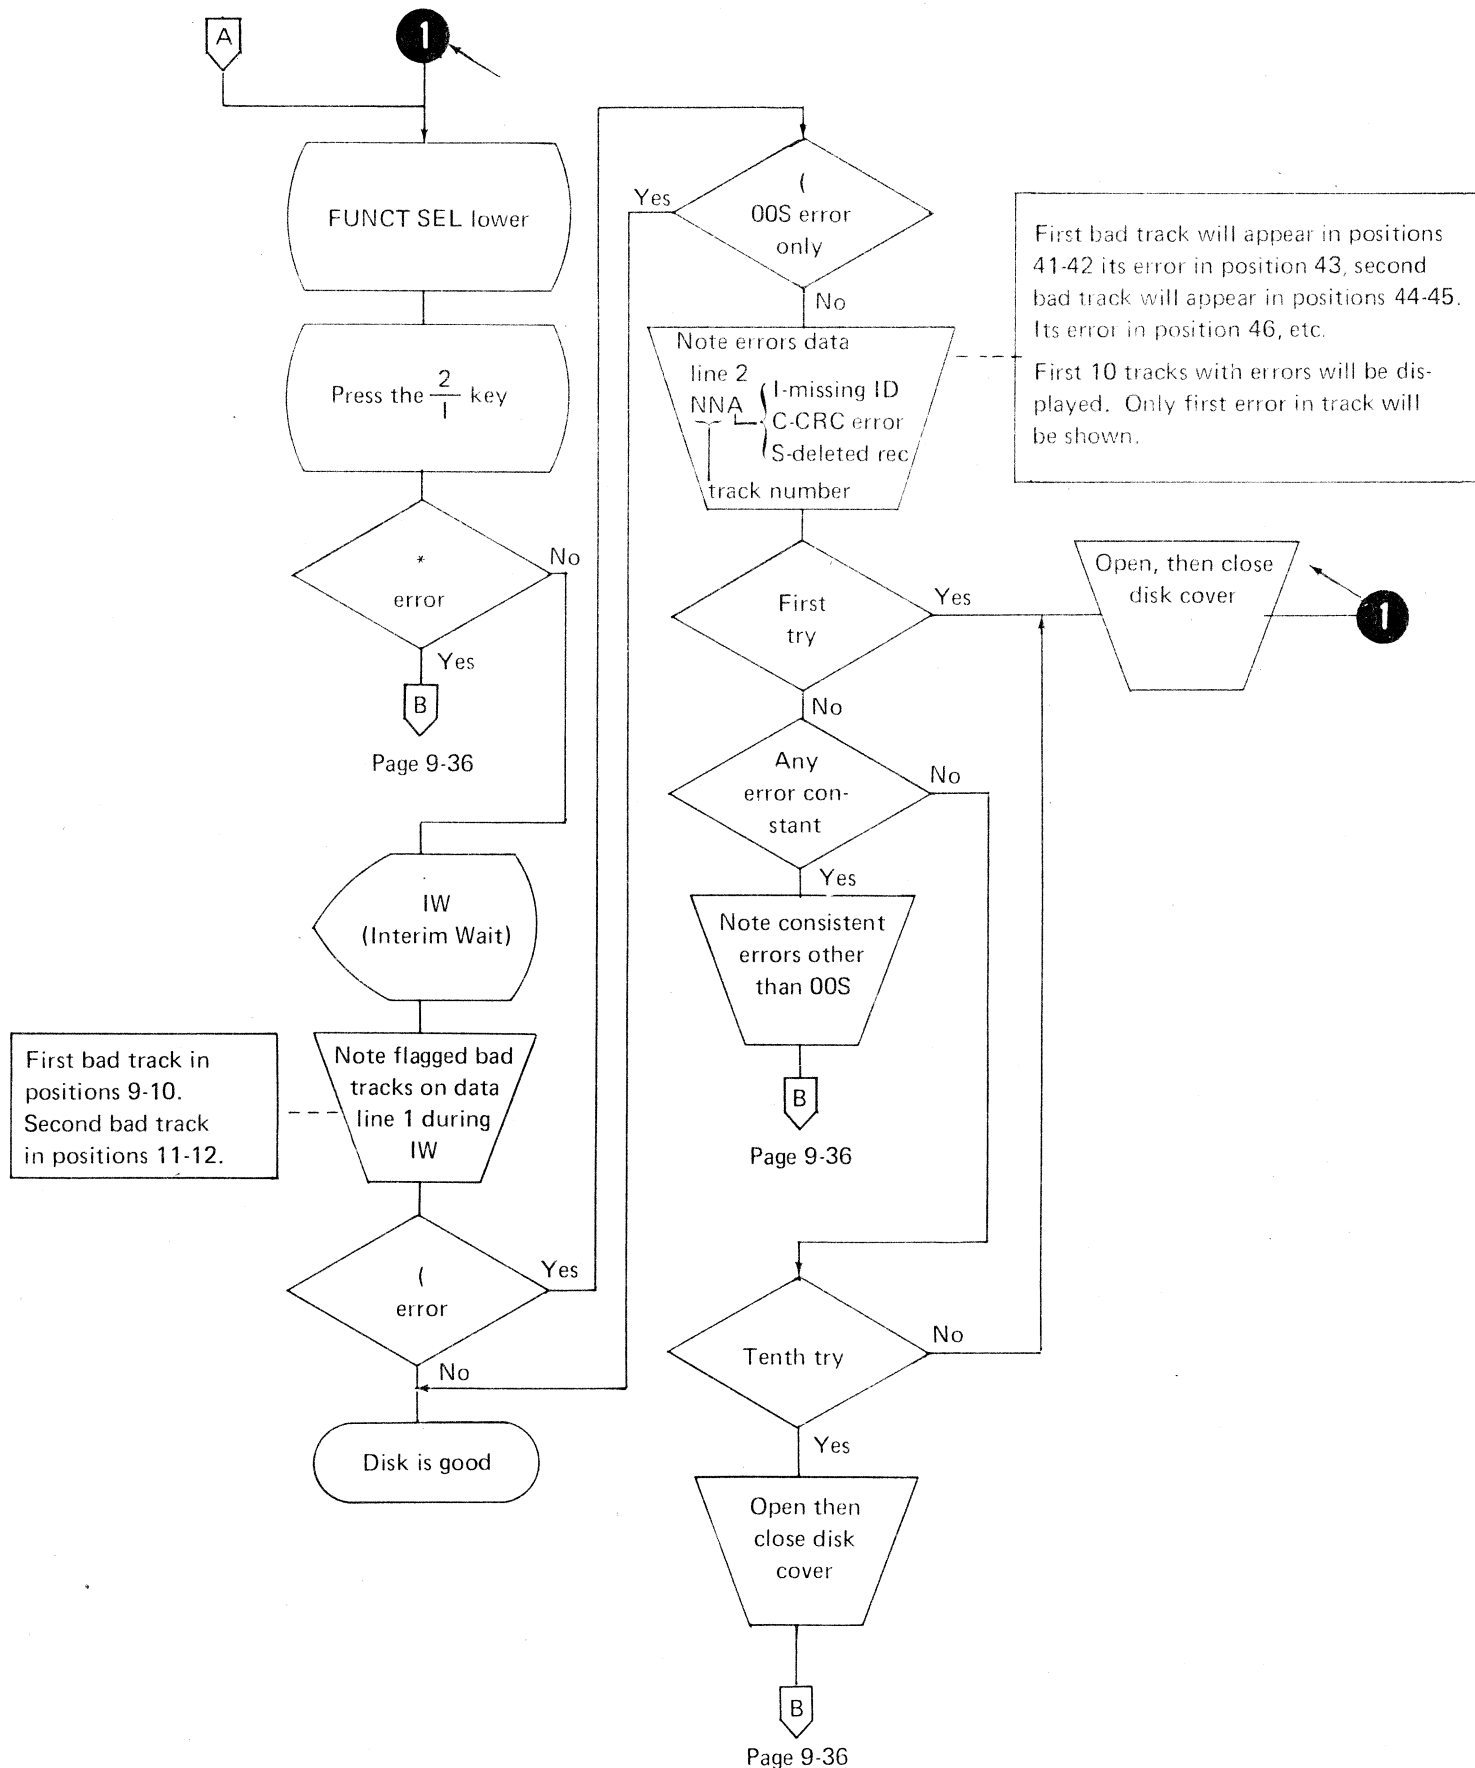 A
1
FUNCT SEL lower
Press the 2/1 key
*
error
No
Yes
B
Page 9-36
IW
(Interim Wait)
First bad track in
positions 9-10.
Second bad track
in positions 11-12.
Note flagged bad
tracks on data
line 1 during
IW
(
error
Yes
No
Disk is good
(
00S error
only
Yes
No
Note errors data
line 2
NNA
I-missing ID
C-CRC error
S-deleted rec
track number
First bad track will appear in positions
41-42 its error in position 43, second
bad track will appear in positions 44-45.
Its error in position 46, etc.
First 10 tracks with errors will be dis-
played. Only first error in track will
be shown.
First
try
Yes
No
Open, then close
disk cover
1
Any
error con-
stant
No
Yes
Note consistent
errors other
than 00S
B
Page 9-36
Tenth try
No
Yes
Open then
close disk
cover
B
Page 9-36